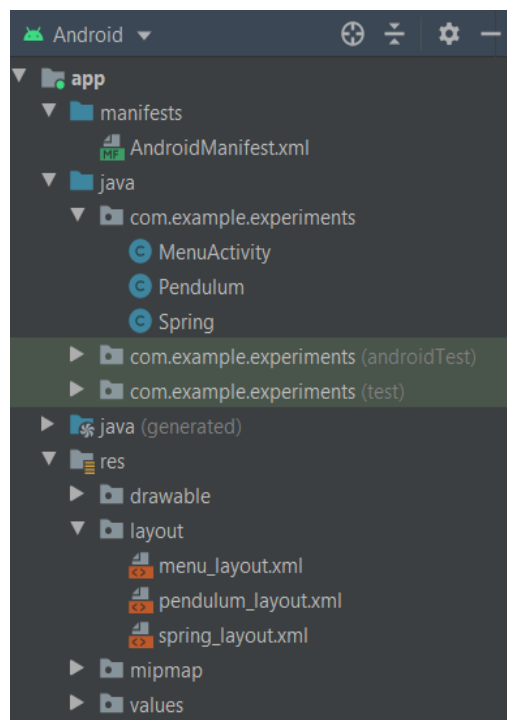 Android
app
manifests
MF AndroidManifest.xml
java
com.example.experiments
C MenuActivity
C Pendulum
C Spring
com.example.experiments (androidTest)
com.example.experiments (test)
java (generated)
res
drawable
layout
menu_layout.xml
pendulum_layout.xml
spring_layout.xml
mipmap
values